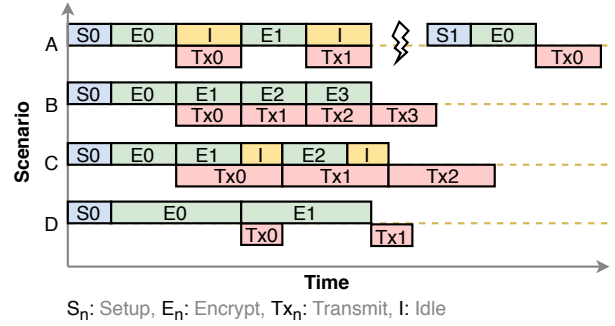 A S0 E0 I E1 I S1 E0
Tx0 Tx1 Tx0
B S0 E0 E1 E2 E3
Tx0 Tx1 Tx2 Tx3
C S0 E0 E1 I E2 I
Tx0 Tx1 Tx2
D S0 E0 E1
Tx0 Tx1
Scenario
Time
Sn: Setup, En: Encrypt, Txn: Transmit, I: Idle